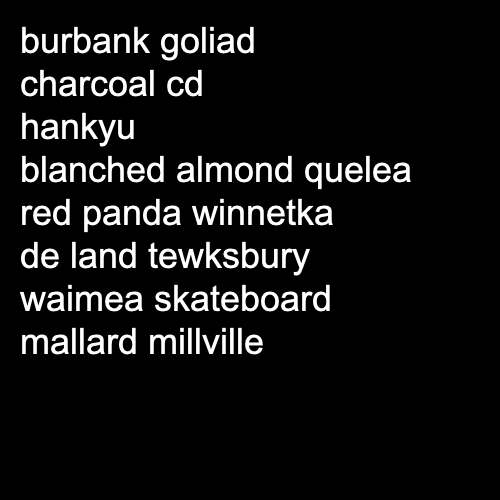 burbank goliad
charcoal cd
hankyu
blanched almond quelea
red panda winnetka
de land tewksbury
waimea skateboard
mallard millville